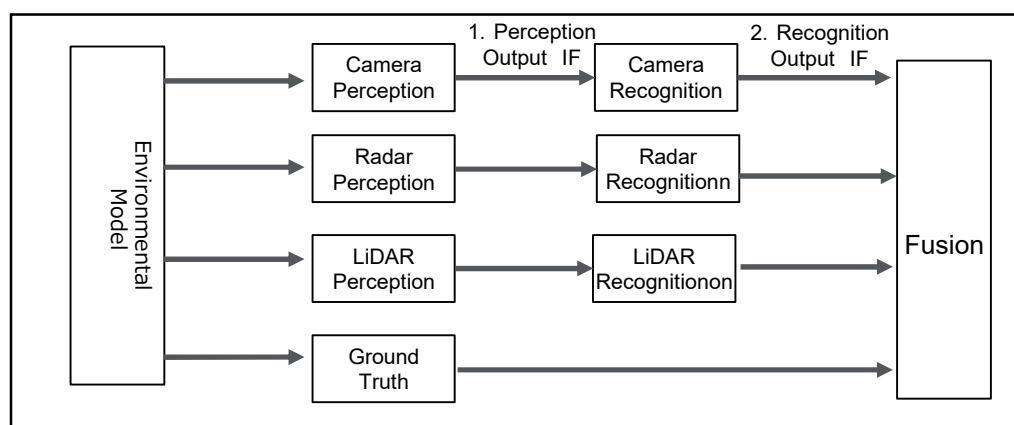 1. Perception
Output IF
2. Recognition
Output IF
Environmental
Model
Camera
Perception
Camera
Recognition
Radar
Perception
Radar
Recognitionn
LiDAR
Perception
LiDAR
Recognitionon
Ground
Truth
Fusion